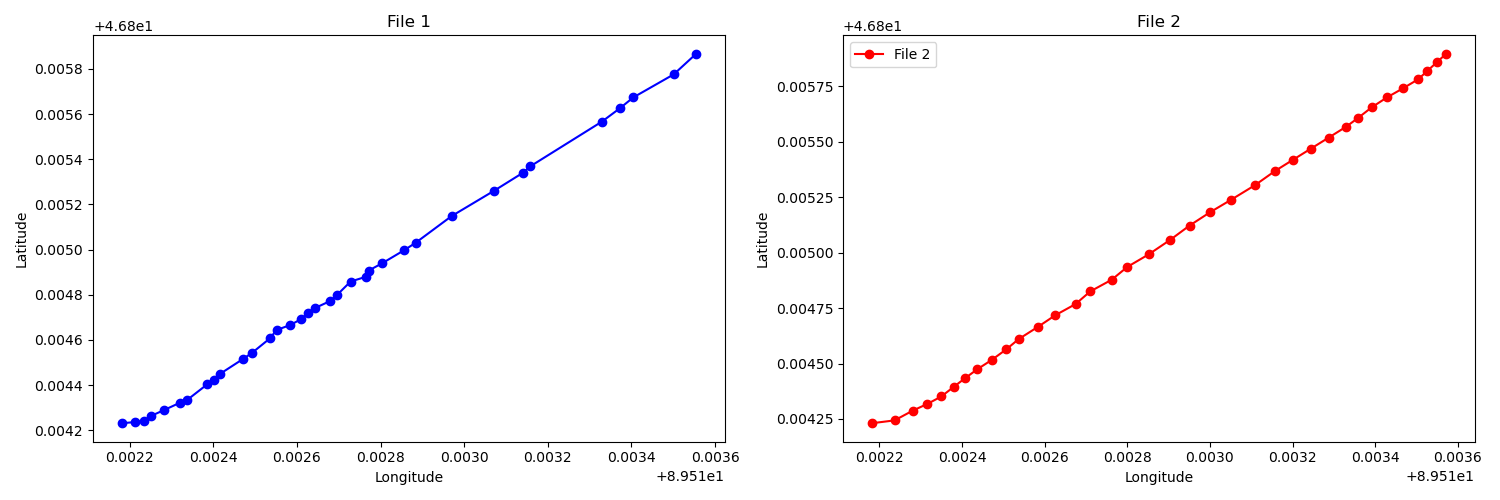 File 1
+4.68e1
0.0058
0.0056
0.0054
0.0052
0.0050
0.0048
0.0046
0.0044
0.0042
Latitude
0.0022 0.0024 0.0026 0.0028 0.0030 0.0032 0.0034 0.0036
Longitude
+8.951e1
File 2
+4.68e1
File 2
0.00575
0.00550
0.00525
0.00500
0.00475
0.00450
0.00425
Latitude
0.0022 0.0024 0.0026 0.0028 0.0030 0.0032 0.0034 0.0036
Longitude
+8.951e1